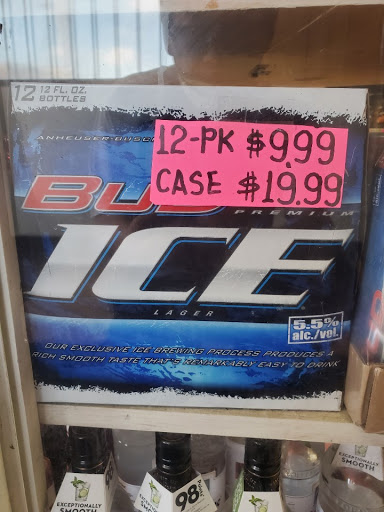 12 12 FL. OZ.
BOTTLES
ANHEUSER-BUSCH
12-PK $9.99
CASE $19.99
BUD
PREMIUM
ICE
LAGER
5.5%
alc./vol.
OUR EXCLUSIVE ICE BREWING PROCESS PRODUCES A
RICH SMOOTH TASTE THAT'S REMARKABLY EASY TO DRINK
EXCEPTIONALLY
SMOOTH
98
EXCEPTIONALLY
SMOOTH